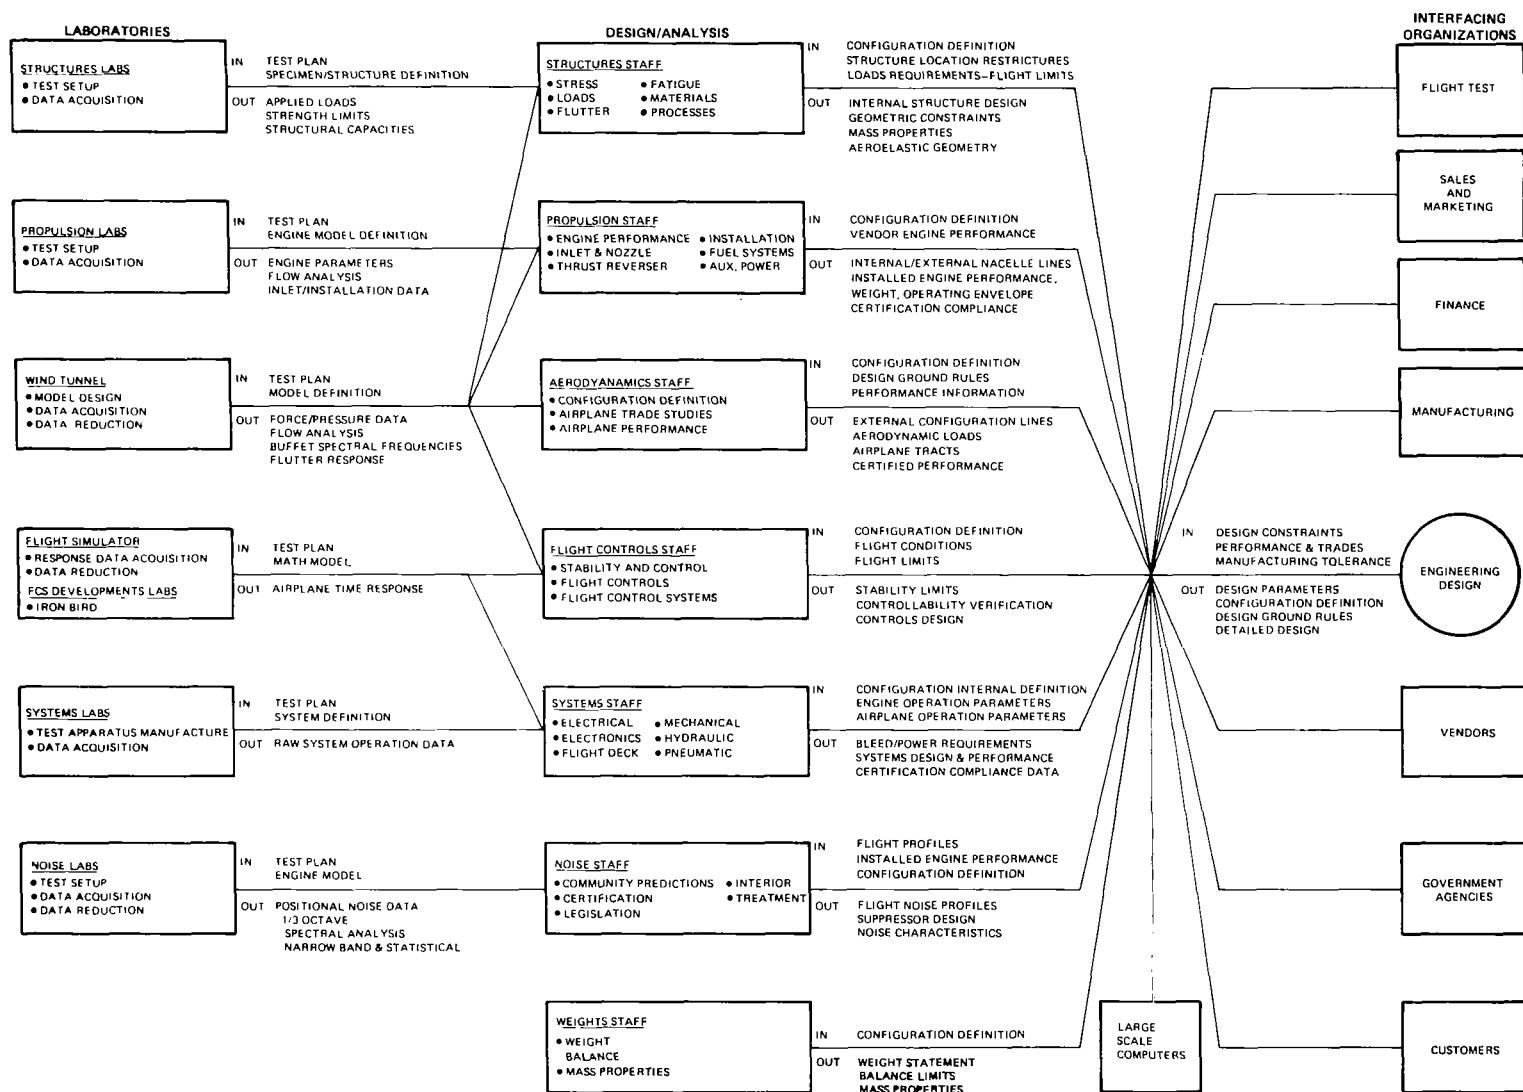 LABORATORIES
STRUCTURES LABS
• TEST SETUP
• DATA ACQUISITION
IN TEST PLAN
SPECIMEN/STRUCTURE DEFINITION
OUT APPLIED LOADS
STRENGTH LIMITS
STRUCTURAL CAPACITIES
PROPULSION LABS
• TEST SETUP
• DATA ACQUISITION
IN TEST PLAN
ENGINE MODEL DEFINITION
OUT ENGINE PARAMETERS
FLOW ANALYSIS
INLET/INSTALLATION DATA
WIND TUNNEL
• MODEL DESIGN
• DATA ACQUISITION
• DATA REDUCTION
IN TEST PLAN
MODEL DEFINITION
OUT FORCE/PRESSURE DATA
FLOW ANALYSIS
BUFFET SPECTRAL FREQUENCIES
FLUTTER RESPONSE
FLIGHT SIMULATOR
• RESPONSE DATA ACQUISITION
• DATA REDUCTION
FCS DEVELOPMENTS LABS
• IRON BIRD
IN TEST PLAN
MATH MODEL
OUT AIRPLANE TIME RESPONSE
SYSTEMS LABS
• TEST APPARATUS MANUFACTURE
• DATA ACQUISITION
IN TEST PLAN
SYSTEM DEFINITION
OUT RAW SYSTEM OPERATION DATA
NOISE LABS
• TEST SETUP
• DATA ACQUISITION
• DATA REDUCTION
IN TEST PLAN
ENGINE MODEL
OUT POSITIONAL NOISE DATA
1/3 OCTAVE
SPECTRAL ANALYSIS
NARROW BAND & STATISTICAL
DESIGN/ANALYSIS
STRUCTURES STAFF
• STRESS • FATIGUE
• LOADS • MATERIALS
• FLUTTER • PROCESSES
IN CONFIGURATION DEFINITION
STRUCTURE LOCATION RESTRICTURES
LOADS REQUIREMENTS–FLIGHT LIMITS
OUT INTERNAL STRUCTURE DESIGN
GEOMETRIC CONSTRAINTS
MASS PROPERTIES
AEROELASTIC GEOMETRY
PROPULSION STAFF
• ENGINE PERFORMANCE • INSTALLATION
• INLET & NOZZLE • FUEL SYSTEMS
• THRUST REVERSER • AUX. POWER
IN CONFIGURATION DEFINITION
VENDOR ENGINE PERFORMANCE
OUT INTERNAL/EXTERNAL NACELLE LINES
INSTALLED ENGINE PERFORMANCE,
WEIGHT, OPERATING ENVELOPE
CERTIFICATION COMPLIANCE
AERODYANAMICS STAFF
• CONFIGURATION DEFINITION
• AIRPLANE TRADE STUDIES
• AIRPLANE PERFORMANCE
IN CONFIGURATION DEFINITION
DESIGN GROUND RULES
PERFORMANCE INFORMATION
OUT EXTERNAL CONFIGURATION LINES
AERODYNAMIC LOADS
AIRPLANE TRACTS
CERTIFIED PERFORMANCE
FLIGHT CONTROLS STAFF
• STABILITY AND CONTROL
• FLIGHT CONTROLS
• FLIGHT CONTROL SYSTEMS
IN CONFIGURATION DEFINITION
FLIGHT CONDITIONS
FLIGHT LIMITS
OUT STABILITY LIMITS
CONTROLLABILITY VERIFICATION
CONTROLS DESIGN
SYSTEMS STAFF
• ELECTRICAL • MECHANICAL
• ELECTRONICS • HYDRAULIC
• FLIGHT DECK • PNEUMATIC
IN CONFIGURATION INTERNAL DEFINITION
ENGINE OPERATION PARAMETERS
AIRPLANE OPERATION PARAMETERS
OUT BLEED/POWER REQUIREMENTS
SYSTEMS DESIGN & PERFORMANCE
CERTIFICATION COMPLIANCE DATA
NOISE STAFF
• COMMUNITY PREDICTIONS • INTERIOR
• CERTIFICATION • TREATMENT
• LEGISLATION
IN FLIGHT PROFILES
INSTALLED ENGINE PERFORMANCE
CONFIGURATION DEFINITION
OUT FLIGHT NOISE PROFILES
SUPPRESSOR DESIGN
NOISE CHARACTERISTICS
WEIGHTS STAFF
• WEIGHT
BALANCE
• MASS PROPERTIES
IN CONFIGURATION DEFINITION
OUT WEIGHT STATEMENT
BALANCE LIMITS
MASS PROPERTIES
LARGE
SCALE
COMPUTERS
INTERFACING
ORGANIZATIONS
FLIGHT TEST
SALES
AND
MARKETING
FINANCE
MANUFACTURING
IN DESIGN CONSTRAINTS
PERFORMANCE & TRADES
MANUFACTURING TOLERANCE
OUT DESIGN PARAMETERS
CONFIGURATION DEFINITION
DESIGN GROUND RULES
DETAILED DESIGN
ENGINEERING
DESIGN
VENDORS
GOVERNMENT
AGENCIES
CUSTOMERS